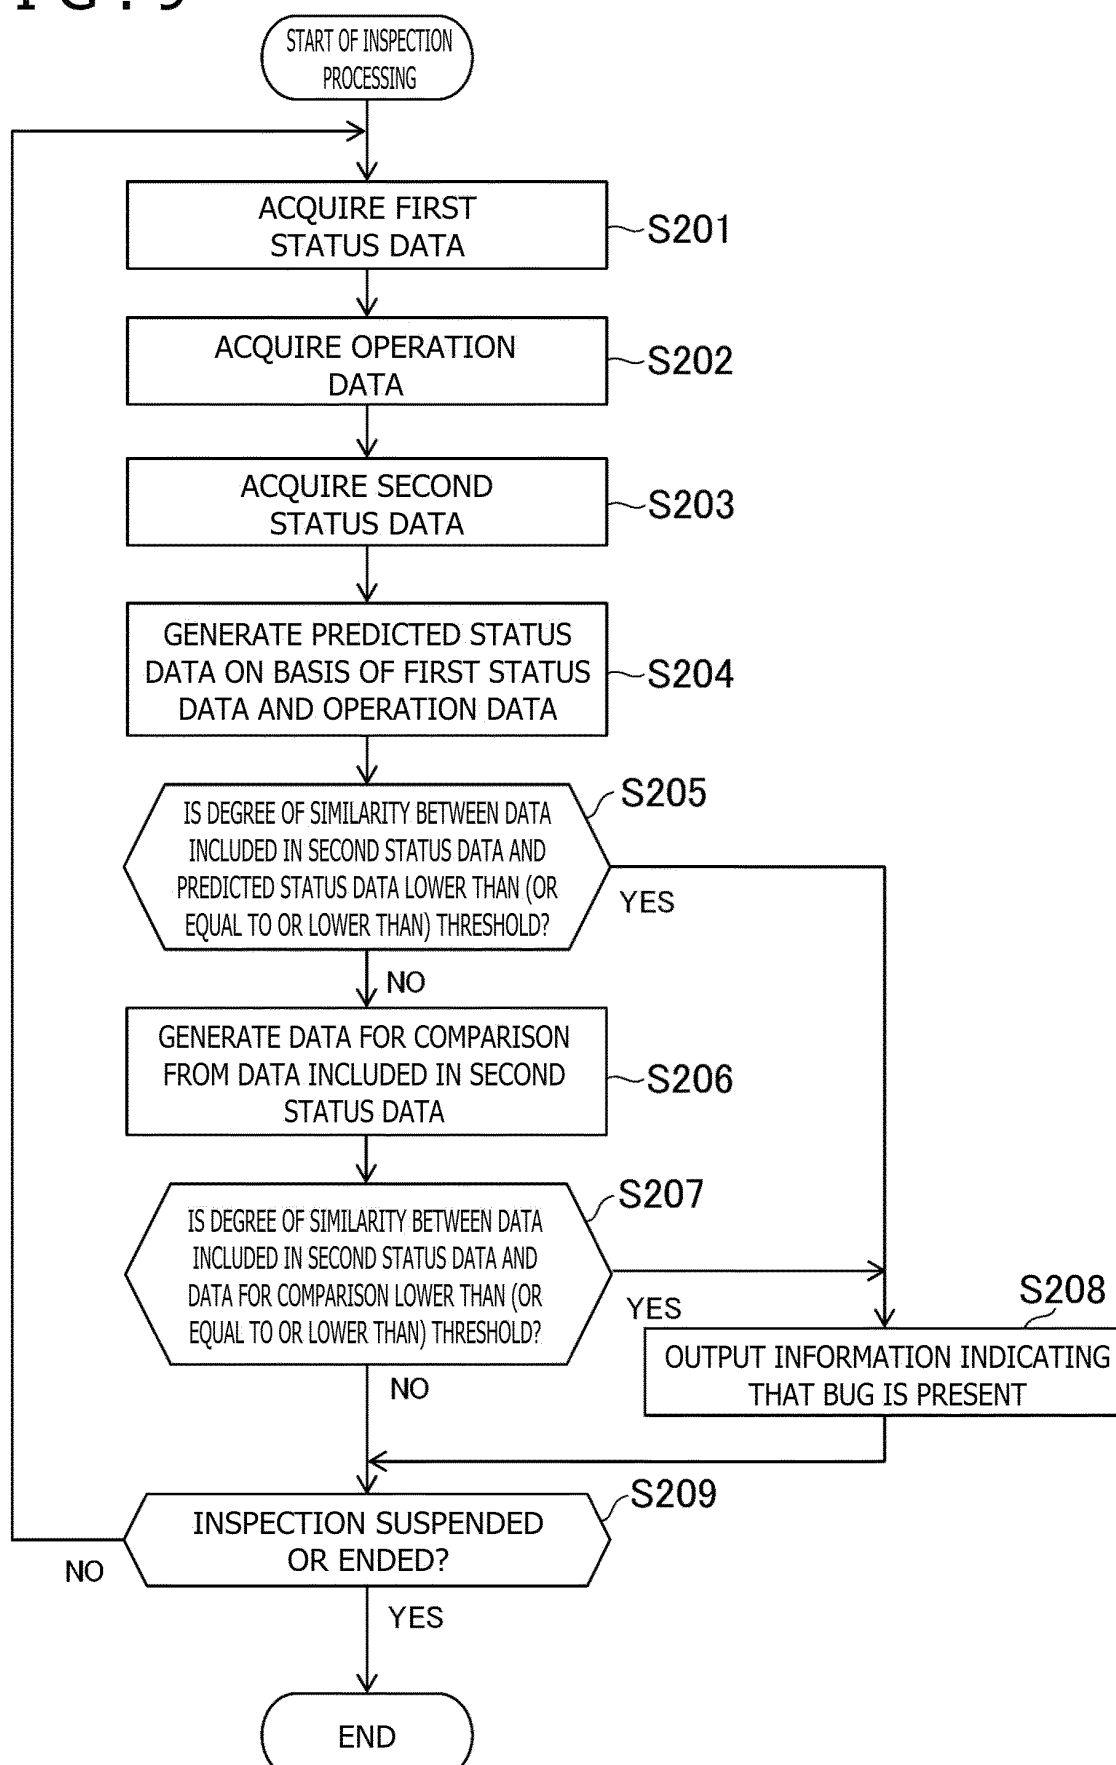 FIG. 9
START OF INSPECTION
PROCESSING
ACQUIRE FIRST
STATUS DATA
S201
ACQUIRE OPERATION
DATA
S202
ACQUIRE SECOND
STATUS DATA
S203
GENERATE PREDICTED STATUS
DATA ON BASIS OF FIRST STATUS
DATA AND OPERATION DATA
S204
S205
IS DEGREE OF SIMILARITY BETWEEN DATA
INCLUDED IN SECOND STATUS DATA AND
PREDICTED STATUS DATA LOWER THAN (OR
EQUAL TO OR LOWER THAN) THRESHOLD?
YES
NO
GENERATE DATA FOR COMPARISON
FROM DATA INCLUDED IN SECOND
STATUS DATA
S206
S207
IS DEGREE OF SIMILARITY BETWEEN DATA
INCLUDED IN SECOND STATUS DATA AND
DATA FOR COMPARISON LOWER THAN (OR
EQUAL TO OR LOWER THAN) THRESHOLD?
YES
NO
S208
OUTPUT INFORMATION INDICATING
THAT BUG IS PRESENT
S209
INSPECTION SUSPENDED
OR ENDED?
NO
YES
END